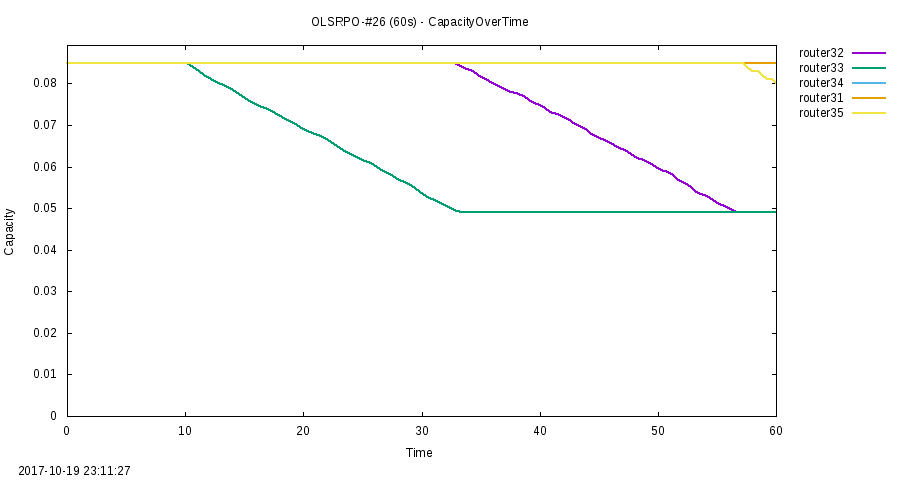 OLSRPO-#26 (60s) - CapacityOverTime
router32
router33
router34
router31
router35
0.08
0.07
0.06
0.05
0.04
0.03
0.02
0.01
0
Capacity
0 10 20 30 40 50 60
Time
2017-10-19 23:11:27